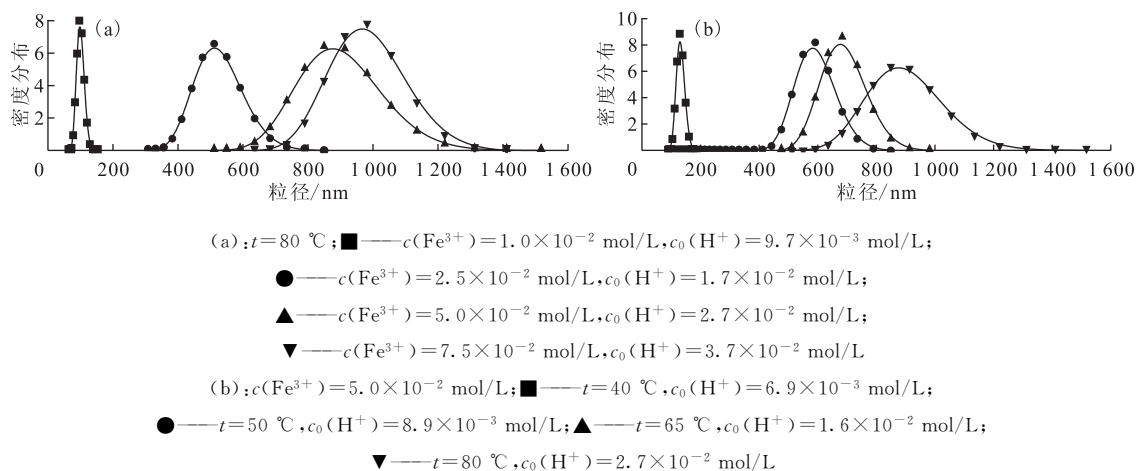 密度分布
8
6
4
2
(a)
0 200 400 600 800 1 000 1 200 1 400 1 600
粒径/nm
密度分布
10
8
6
4
2
(b)
0 200 400 600 800 1 000 1 200 1 400 1 600
粒径/nm
(a):t=80 ℃;■——c(Fe³⁺)=1.0×10⁻² mol/L,c₀(H⁺)=9.7×10⁻³ mol/L;
●——c(Fe³⁺)=2.5×10⁻² mol/L,c₀(H⁺)=1.7×10⁻² mol/L;
▲——c(Fe³⁺)=5.0×10⁻² mol/L,c₀(H⁺)=2.7×10⁻² mol/L;
▼——c(Fe³⁺)=7.5×10⁻² mol/L,c₀(H⁺)=3.7×10⁻² mol/L
(b):c(Fe³⁺)=5.0×10⁻² mol/L;■——t=40 ℃,c₀(H⁺)=6.9×10⁻³ mol/L;
●——t=50 ℃,c₀(H⁺)=8.9×10⁻³ mol/L;▲——t=65 ℃,c₀(H⁺)=1.6×10⁻² mol/L;
▼——t=80 ℃,c₀(H⁺)=2.7×10⁻² mol/L